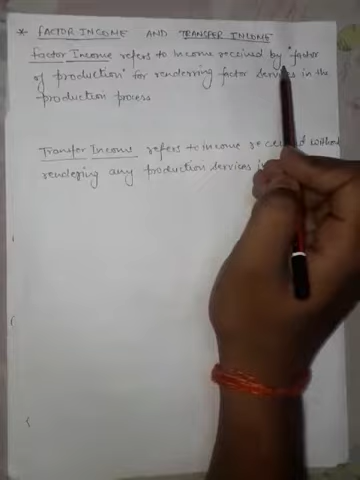 * FACTOR INCOME AND TRANSFER INCOME
Factor Income refers to income received by "factor
of production" for rendering factor services in the
production process
Transfer Income refers to income received without
rendering any production services